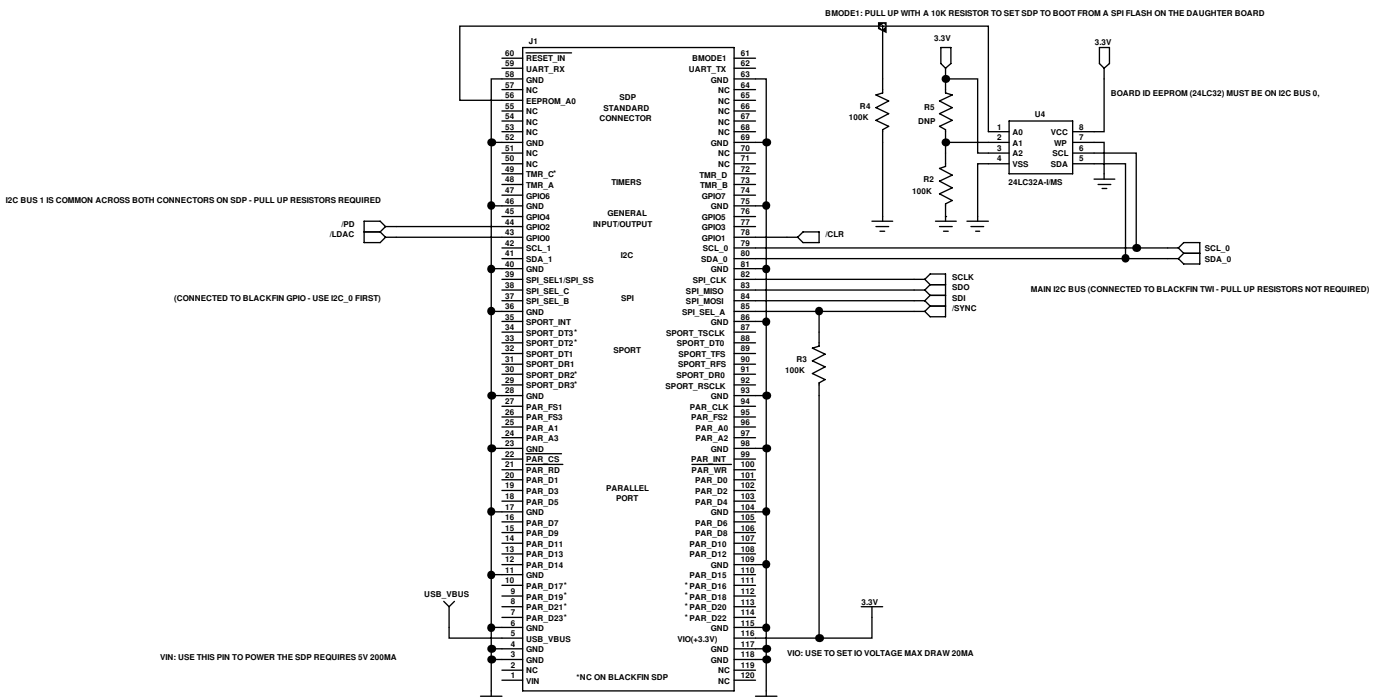 BMODE1: PULL UP WITH A 10K RESISTOR TO SET SDP TO BOOT FROM A SPI FLASH ON THE DAUGHTER BOARD
J1
60 RESET_IN
59 UART_RX
58 GND
57 NC
56 EEPROM_A0
55 NC
54 NC
53 NC
52 GND
51 NC
50 NC
49 TMR_C*
48 TMR_A
47 GPIO6
46 GND
45 GPIO4
44 GPIO2
43 GPIO0
42 SCL_1
41 SDA_1
40 GND
39 SPI_SEL1/SPI_SS
38 SPI_SEL_C
37 SPI_SEL_B
36 GND
35 SPORT_INT
34 SPORT_DT3*
33 SPORT_DT2*
32 SPORT_DT1
31 SPORT_DR1
30 SPORT_DR2*
29 SPORT_DR3*
28 GND
27 PAR_FS1
26 PAR_FS3
25 PAR_A1
24 PAR_A3
23 GND
22 PAR_CS
21 PAR_RD
20 PAR_D1
19 PAR_D3
18 PAR_D5
17 GND
16 PAR_D7
15 PAR_D9
14 PAR_D11
13 PAR_D13
12 PAR_D14
11 GND
10 PAR_D17*
9 PAR_D19*
8 PAR_D21*
7 PAR_D23*
6 GND
5 USB_VBUS
4 GND
3 GND
2 NC
1 VIN
SDP
STANDARD
CONNECTOR
TIMERS
GENERAL
INPUT/OUTPUT
I2C
SPI
SPORT
PARALLEL
PORT
*NC ON BLACKFIN SDP
BMODE1 61
UART_TX 62
GND 63
NC 64
NC 65
NC 66
NC 67
NC 68
GND 69
NC 70
NC 71
TMR_D 72
TMR_B 73
GPIO7 74
GND 75
GPIO5 76
GPIO3 77
GPIO1 78
SCL_0 79
SDA_0 80
GND 81
SPI_CLK 82
SPI_MISO 83
SPI_MOSI 84
SPI_SEL_A 85
GND 86
SPORT_TSCLK 87
SPORT_DT0 88
SPORT_TFS 89
SPORT_RFS 90
SPORT_DR0 91
SPORT_RSCLK 92
GND 93
PAR_CLK 94
PAR_FS2 95
PAR_A0 96
PAR_A2 97
GND 98
PAR_INT 99
PAR_WR 100
PAR_D0 101
PAR_D2 102
PAR_D4 103
GND 104
PAR_D6 105
PAR_D8 106
PAR_D10 107
PAR_D12 108
GND 109
PAR_D15 110
*PAR_D16 111
*PAR_D18 112
*PAR_D20 113
*PAR_D22 114
GND 115
VIO(+3.3V) 116
GND 117
GND 118
NC 119
NC 120
I2C BUS 1 IS COMMON ACROSS BOTH CONNECTORS ON SDP - PULL UP RESISTORS REQUIRED
/PD
/LDAC
(CONNECTED TO BLACKFIN GPIO - USE I2C_0 FIRST)
USB_VBUS
VIN: USE THIS PIN TO POWER THE SDP REQUIRES 5V 200MA
3.3V
3.3V
BOARD ID EEPROM (24LC32) MUST BE ON I2C BUS 0,
R4
100K
R5
DNP
R2
100K
U4
1 A0
2 A1
3 A2
4 VSS
VCC 8
WP 7
SCL 6
SDA 5
24LC32A-I/MS
/CLR
SCL_0
SDA_0
SCLK
SDO
SDI
/SYNC
MAIN I2C BUS (CONNECTED TO BLACKFIN TWI - PULL UP RESISTORS NOT REQUIRED)
R3
100K
3.3V
VIO: USE TO SET IO VOLTAGE MAX DRAW 20MA